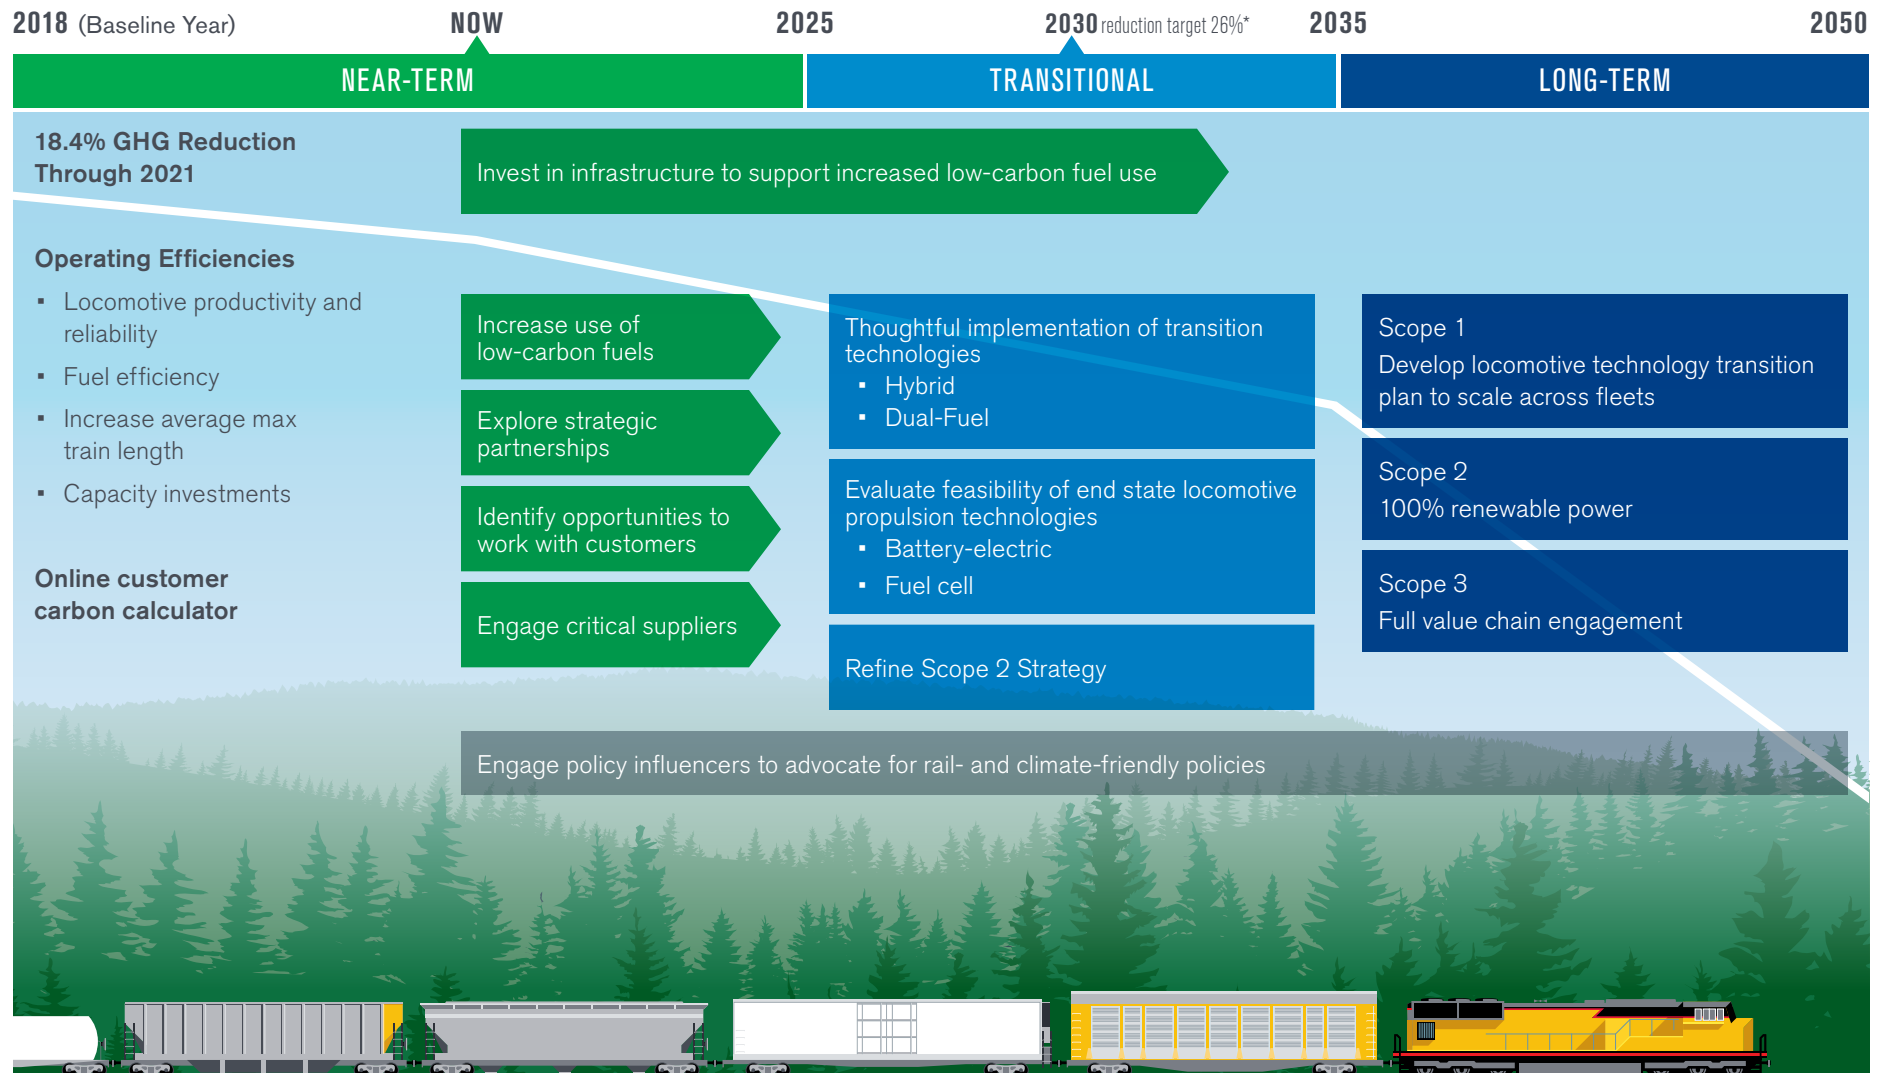 2018 (Baseline Year)
NOW
2025
2030 reduction target 26%*
2035
2050
NEAR-TERM
TRANSITIONAL
LONG-TERM
18.4% GHG Reduction
Through 2021
Operating Efficiencies
▪ Locomotive productivity and
reliability
▪ Fuel efficiency
▪ Increase average max
train length
▪ Capacity investments
Online customer
carbon calculator
Invest in infrastructure to support increased low-carbon fuel use
Increase use of
low-carbon fuels
Explore strategic
partnerships
Identify opportunities to
work with customers
Engage critical suppliers
Thoughtful implementation of transition
technologies
▪ Hybrid
▪ Dual-Fuel
Evaluate feasibility of end state locomotive
propulsion technologies
▪ Battery-electric
▪ Fuel cell
Refine Scope 2 Strategy
Scope 1
Develop locomotive technology transition
plan to scale across fleets
Scope 2
100% renewable power
Scope 3
Full value chain engagement
Engage policy influencers to advocate for rail- and climate-friendly policies